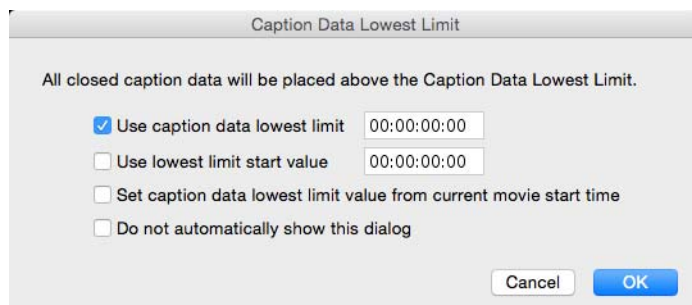 Caption Data Lowest Limit
All closed caption data will be placed above the Caption Data Lowest Limit.
Use caption data lowest limit 00:00:00:00
Use lowest limit start value 00:00:00:00
Set caption data lowest limit value from current movie start time
Do not automatically show this dialog
Cancel OK